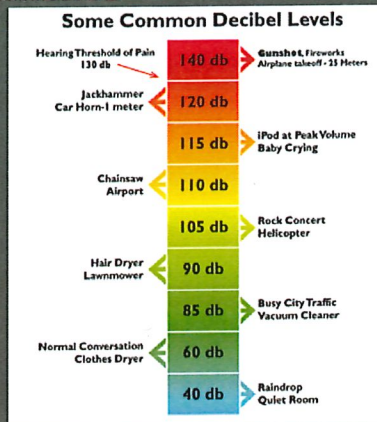 Some Common Decibel Levels
Hearing Threshold of Pain
130 db
140 db
Gunshot, Fireworks
Airplane takeoff - 25 Meters
Jackhammer
Car Horn-1 meter
120 db
115 db
iPod at Peak Volume
Baby Crying
Chainsaw
Airport
110 db
105 db
Rock Concert
Helicopter
Hair Dryer
Lawnmower
90 db
85 db
Busy City Traffic
Vacuum Cleaner
Normal Conversation
Clothes Dryer
60 db
40 db
Raindrop
Quiet Room